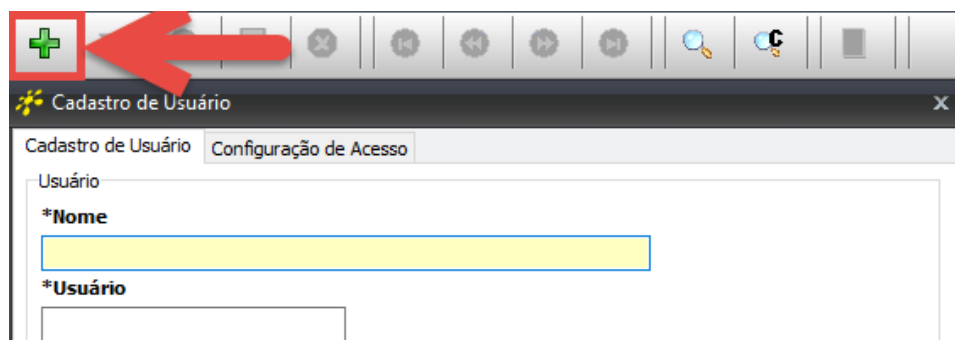 C
Cadastro de Usuário
x
Cadastro de Usuário Configuração de Acesso
Usuário
*Nome
*Usuário